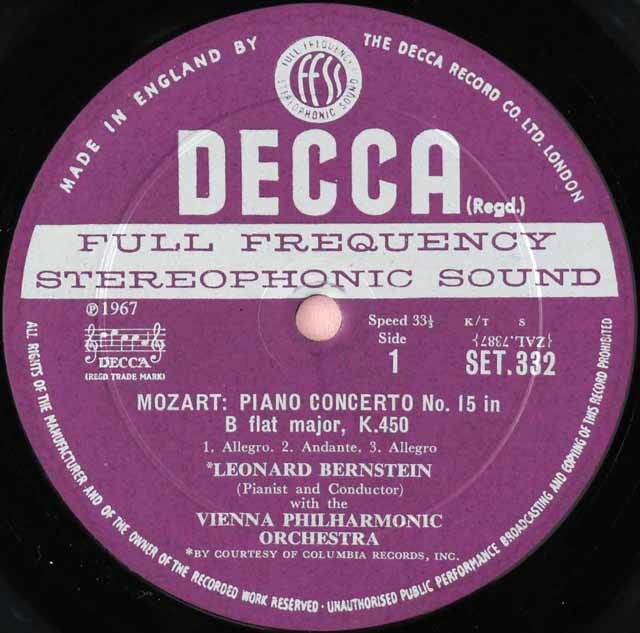 MADE IN ENGLAND BY
THE DECCA RECORD CO. LTD. LONDON
FULL FREQUENCY
FFSS
STEREOPHONIC SOUND
DECCA (Regd.)
FULL FREQUENCY
STEREOPHONIC SOUND
℗ 1967
DECCA
(REGD. TRADE MARK)
Speed 33⅓ K/T S
Side {ZAL.7387}
1 SET.332
MOZART: PIANO CONCERTO No. 15 in
B flat major, K.450
1. Allegro. 2. Andante. 3. Allegro
*LEONARD BERNSTEIN
(Pianist and Conductor)
with the
VIENNA PHILHARMONIC
ORCHESTRA
*BY COURTESY OF COLUMBIA RECORDS, INC.
ALL RIGHTS OF THE MANUFACTURER AND OF THE OWNER OF THE RECORDED WORK RESERVED · UNAUTHORISED PUBLIC PERFORMANCE BROADCASTING AND COPYING OF THIS RECORD PROHIBITED